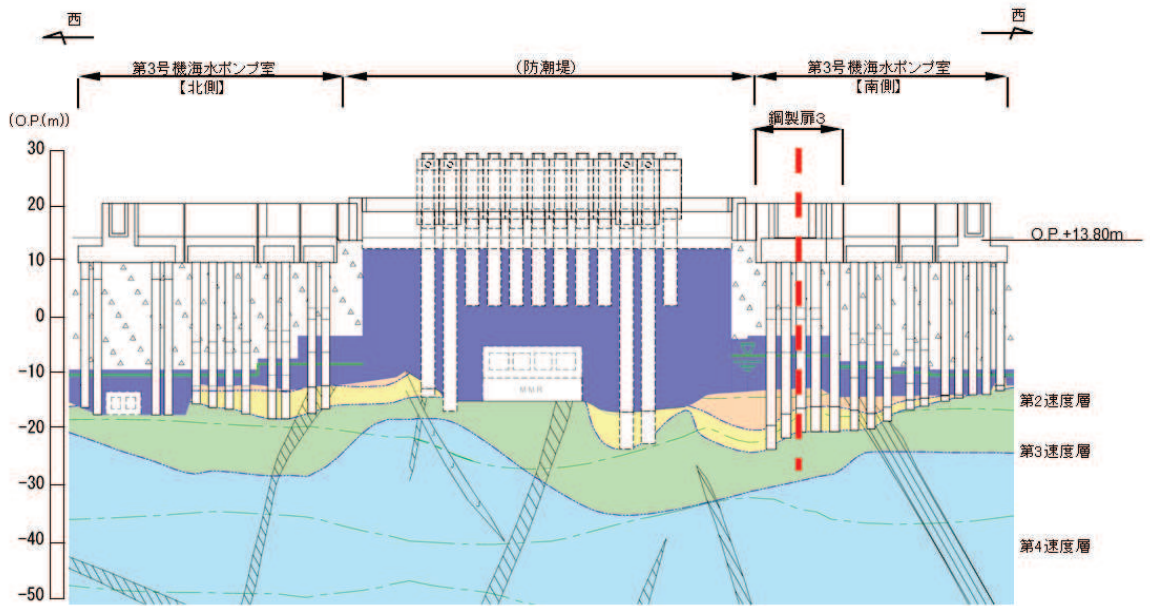 西
西
第3号機海水ポンプ室
【北側】
(防潮堤)
第3号機海水ポンプ室
【南側】
鋼製扉3
(O.P.(m))
30
20
10
0
-10
-20
-30
-40
-50
O.P.+13.80m
MMR
第2速度層
第3速度層
第4速度層